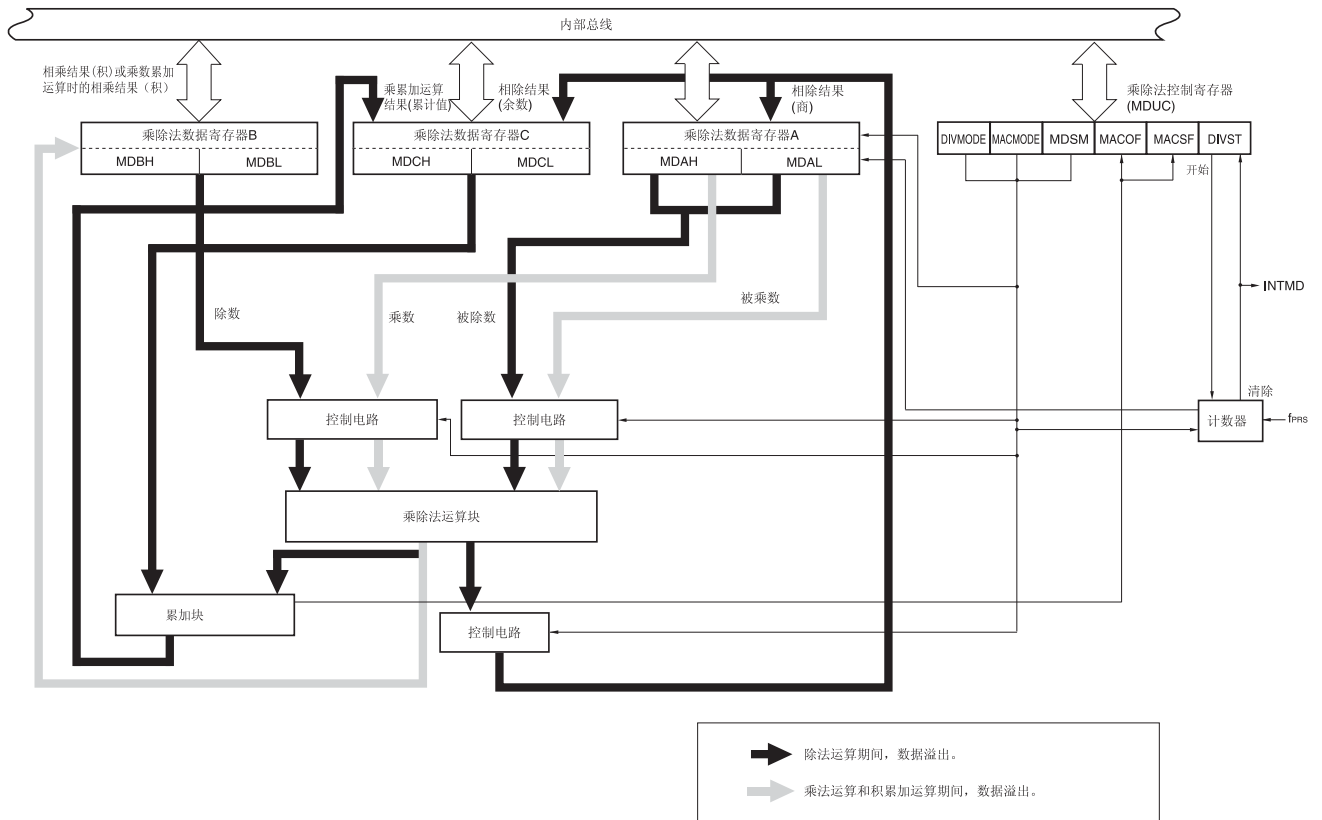 内部总线
相乘结果(积)或乘数累加
运算时的相乘结果（积）
乘累加运算
结果(累计值)
相除结果
(余数)
相除结果
(商)
乘除法控制寄存器
(MDUC)
乘除法数据寄存器B
MDBH
MDBL
乘除法数据寄存器C
MDCH
MDCL
乘除法数据寄存器A
MDAH
MDAL
DIVMODE
MACMODE
MDSM
MACOF
MACSF
DIVST
开始
INTMD
除数
乘数
被除数
被乘数
清除
控制电路
控制电路
计数器
fPRS
乘除法运算块
累加块
控制电路
除法运算期间，数据溢出。
乘法运算和积累加运算期间，数据溢出。